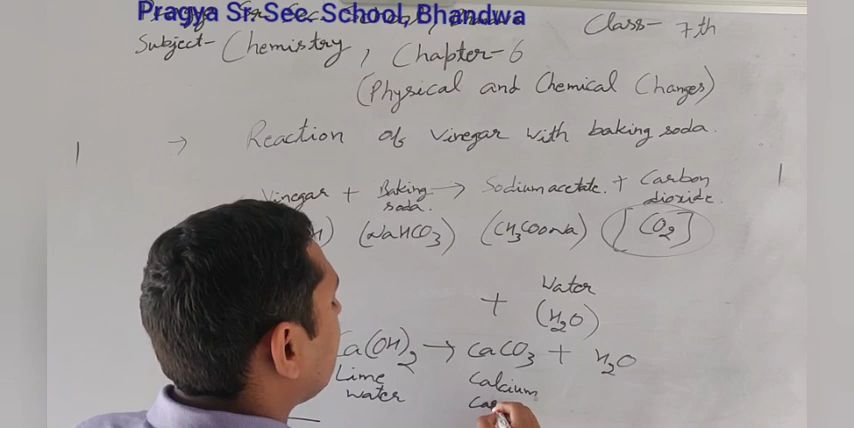 Pragya Sr. Sec. School, Bhandwa
Class- 7th
Subject- Chemistry, Chapter-6
(Physical and Chemical Changes)
→ Reaction of Vinegar with baking soda.
Vinegar + Baking soda. → Sodium acetate. + Carbon dioxide.
H) (NaHCO3) (CH3COONa) [CO2]
+ Water
(H2O)
Ca(OH)2 → CaCO3 + H2O
Lime water
Calcium
Ca